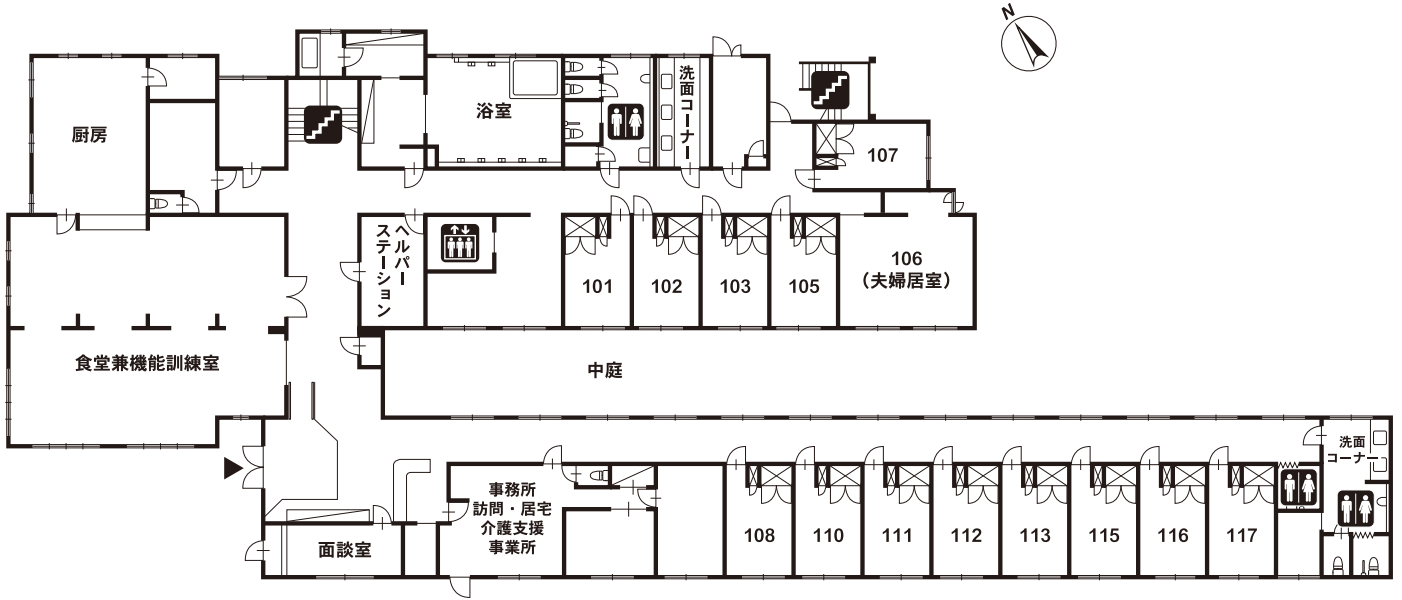 N
厨房
浴室
洗面コーナー
107
ヘルパー
ステーション
101
102
103
105
106
（夫婦居室）
食堂兼機能訓練室
中庭
洗面
コーナー
事務所
訪問・居宅
介護支援
事業所
面談室
108
110
111
112
113
115
116
117